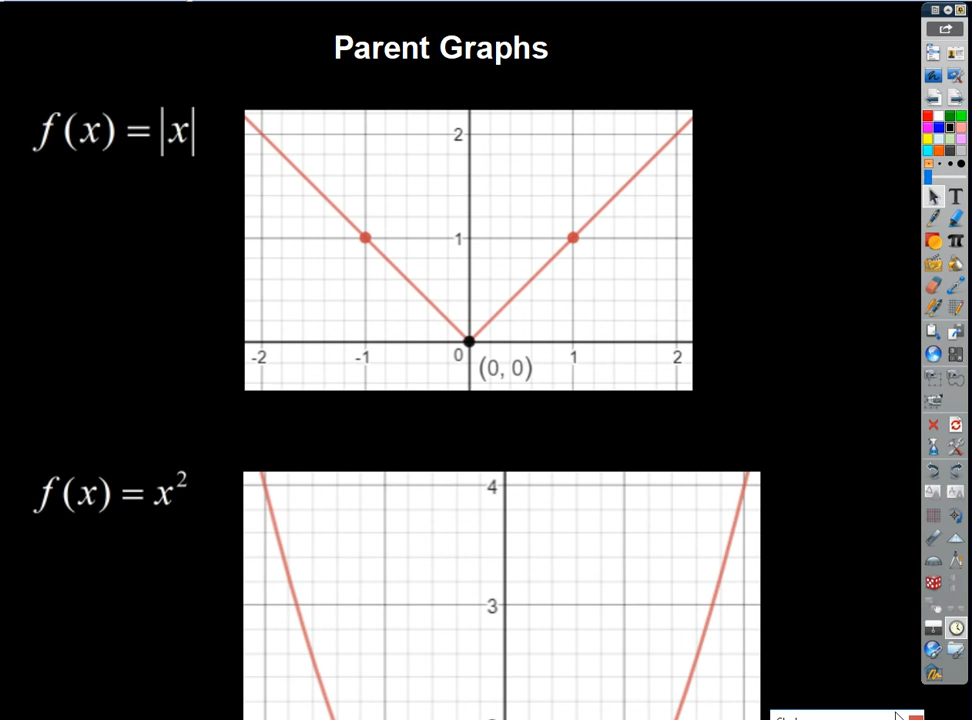 Parent Graphs
f(x) = |x|
2
1
-2 -1 0 1 2
(0, 0)
f(x) = x²
4
3